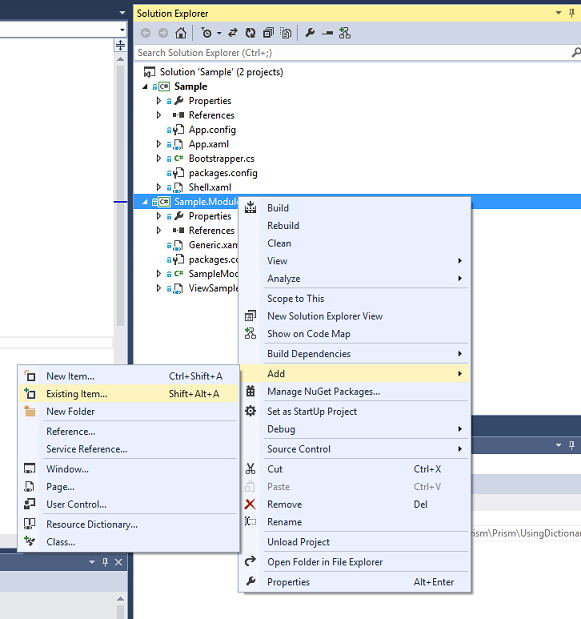 Solution Explorer
Search Solution Explorer (Ctrl+;)
Solution 'Sample' (2 projects)
C# Sample
Properties
References
App.config
App.xaml
C# Bootstrapper.cs
packages.config
Shell.xaml
C# Sample.Module
Properties
References
Generic.xam
packages.co
C# SampleMod
ViewSample
Build
Rebuild
Clean
View
Analyze
Scope to This
New Solution Explorer View
Show on Code Map
Build Dependencies
Add
Manage NuGet Packages...
Set as StartUp Project
Debug
Source Control
Cut Ctrl+X
Paste Ctrl+V
Remove Del
Rename
Unload Project
Open Folder in File Explorer
Properties Alt+Enter
New Item... Ctrl+Shift+A
Existing Item... Shift+Alt+A
New Folder
Reference...
Service Reference...
Window...
Page...
User Control...
Resource Dictionary...
Class...
ism\Prism\UsingDictionar